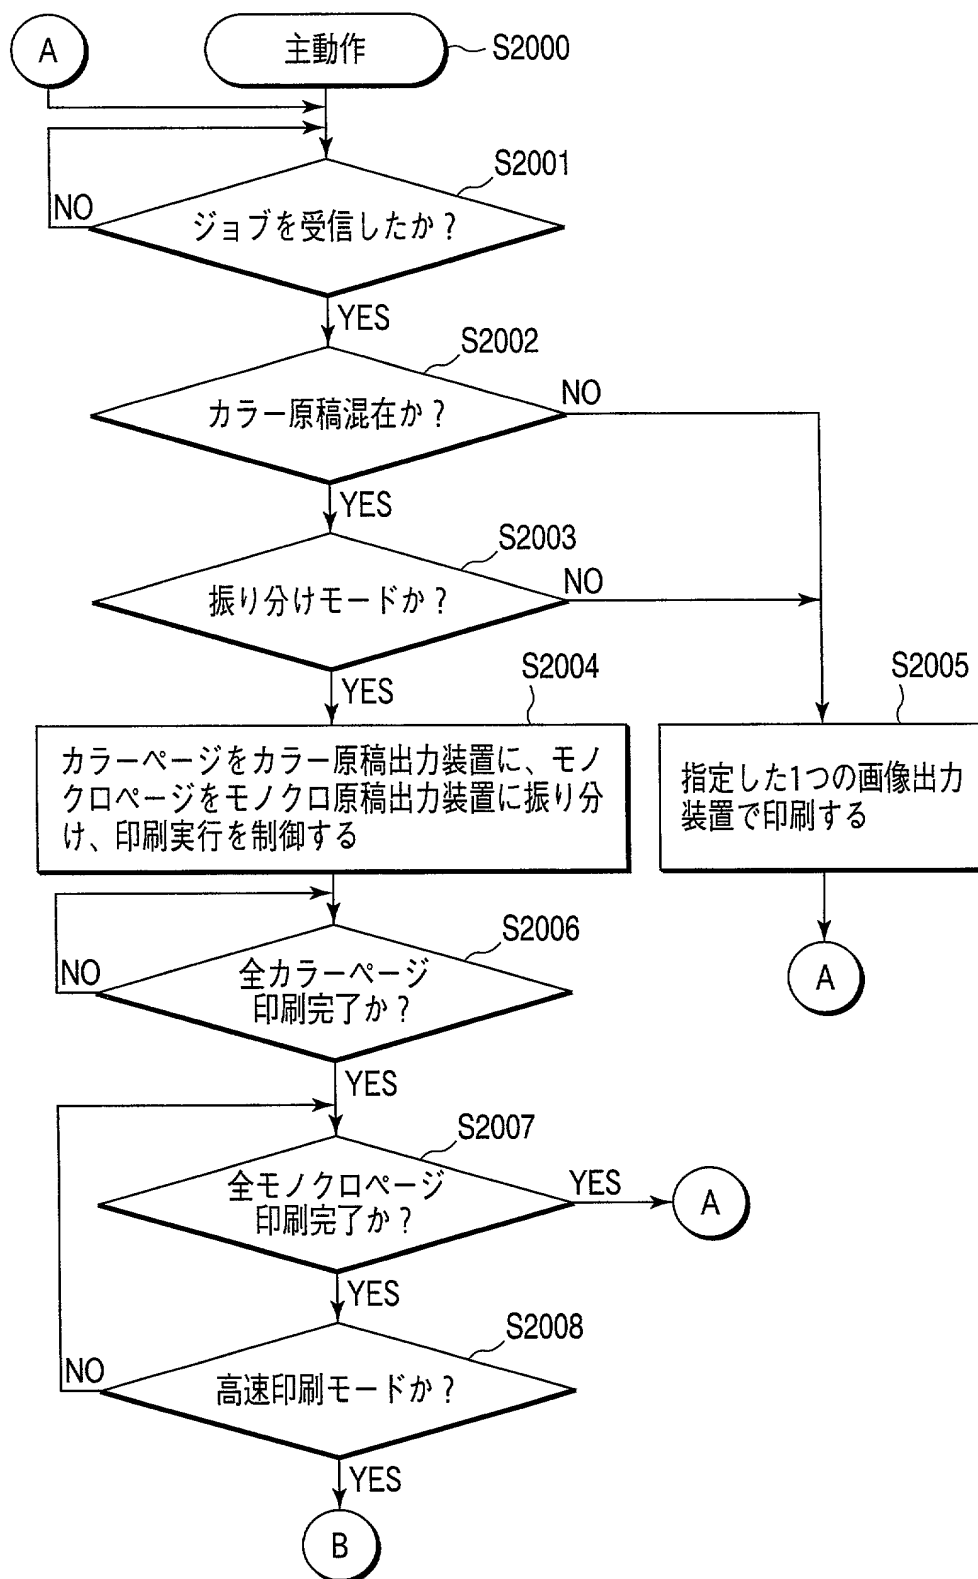 A
主動作
S2000
S2001
NO
ジョブを受信したか?
YES
S2002
カラー原稿混在か?
NO
YES
S2003
振り分けモードか?
NO
YES
S2004
カラーページをカラー原稿出力装置に、モノ
クロページをモノクロ原稿出力装置に振り分
け、印刷実行を制御する
S2005
指定した1つの画像出力
装置で印刷する
A
S2006
NO
全カラーページ
印刷完了か?
YES
S2007
全モノクロページ
印刷完了か?
YES
A
YES
S2008
NO
高速印刷モードか?
YES
B